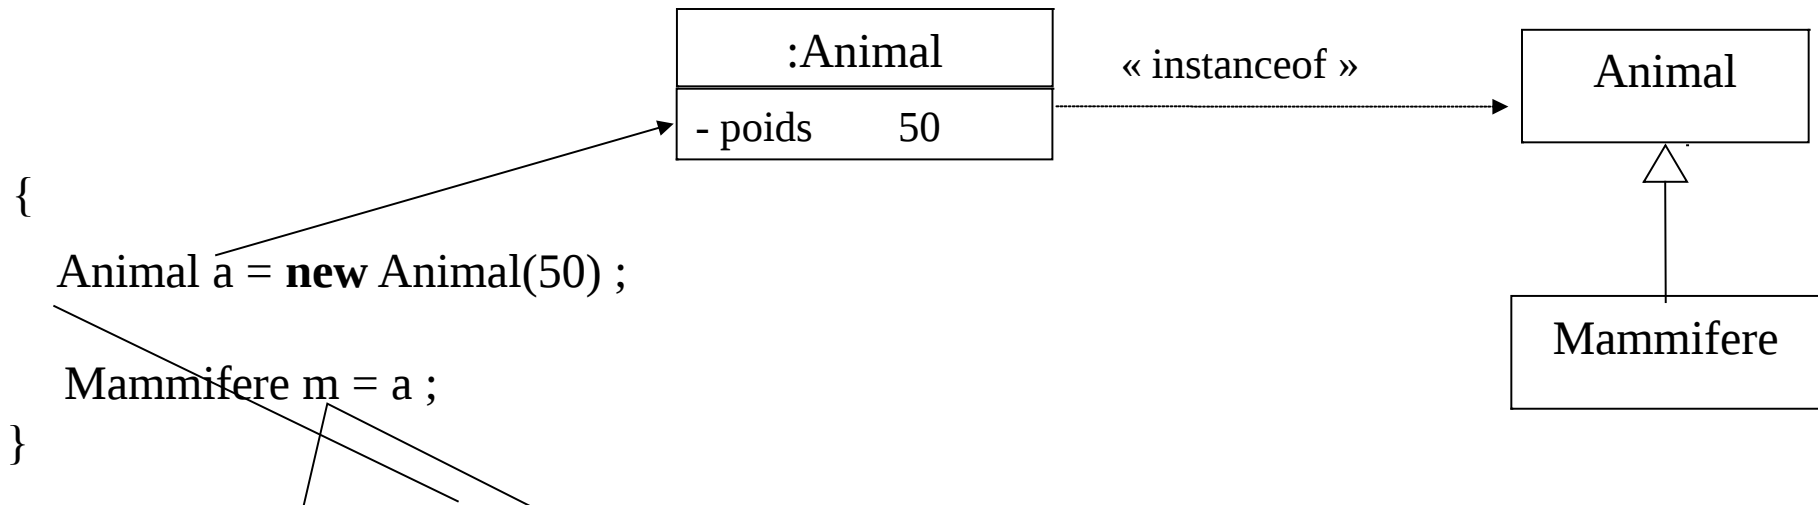 :Animal
- poids 50
« instanceof »
Animal
{
Animal a = new Animal(50) ;
Mammifere m = a ;
}
Mammifere